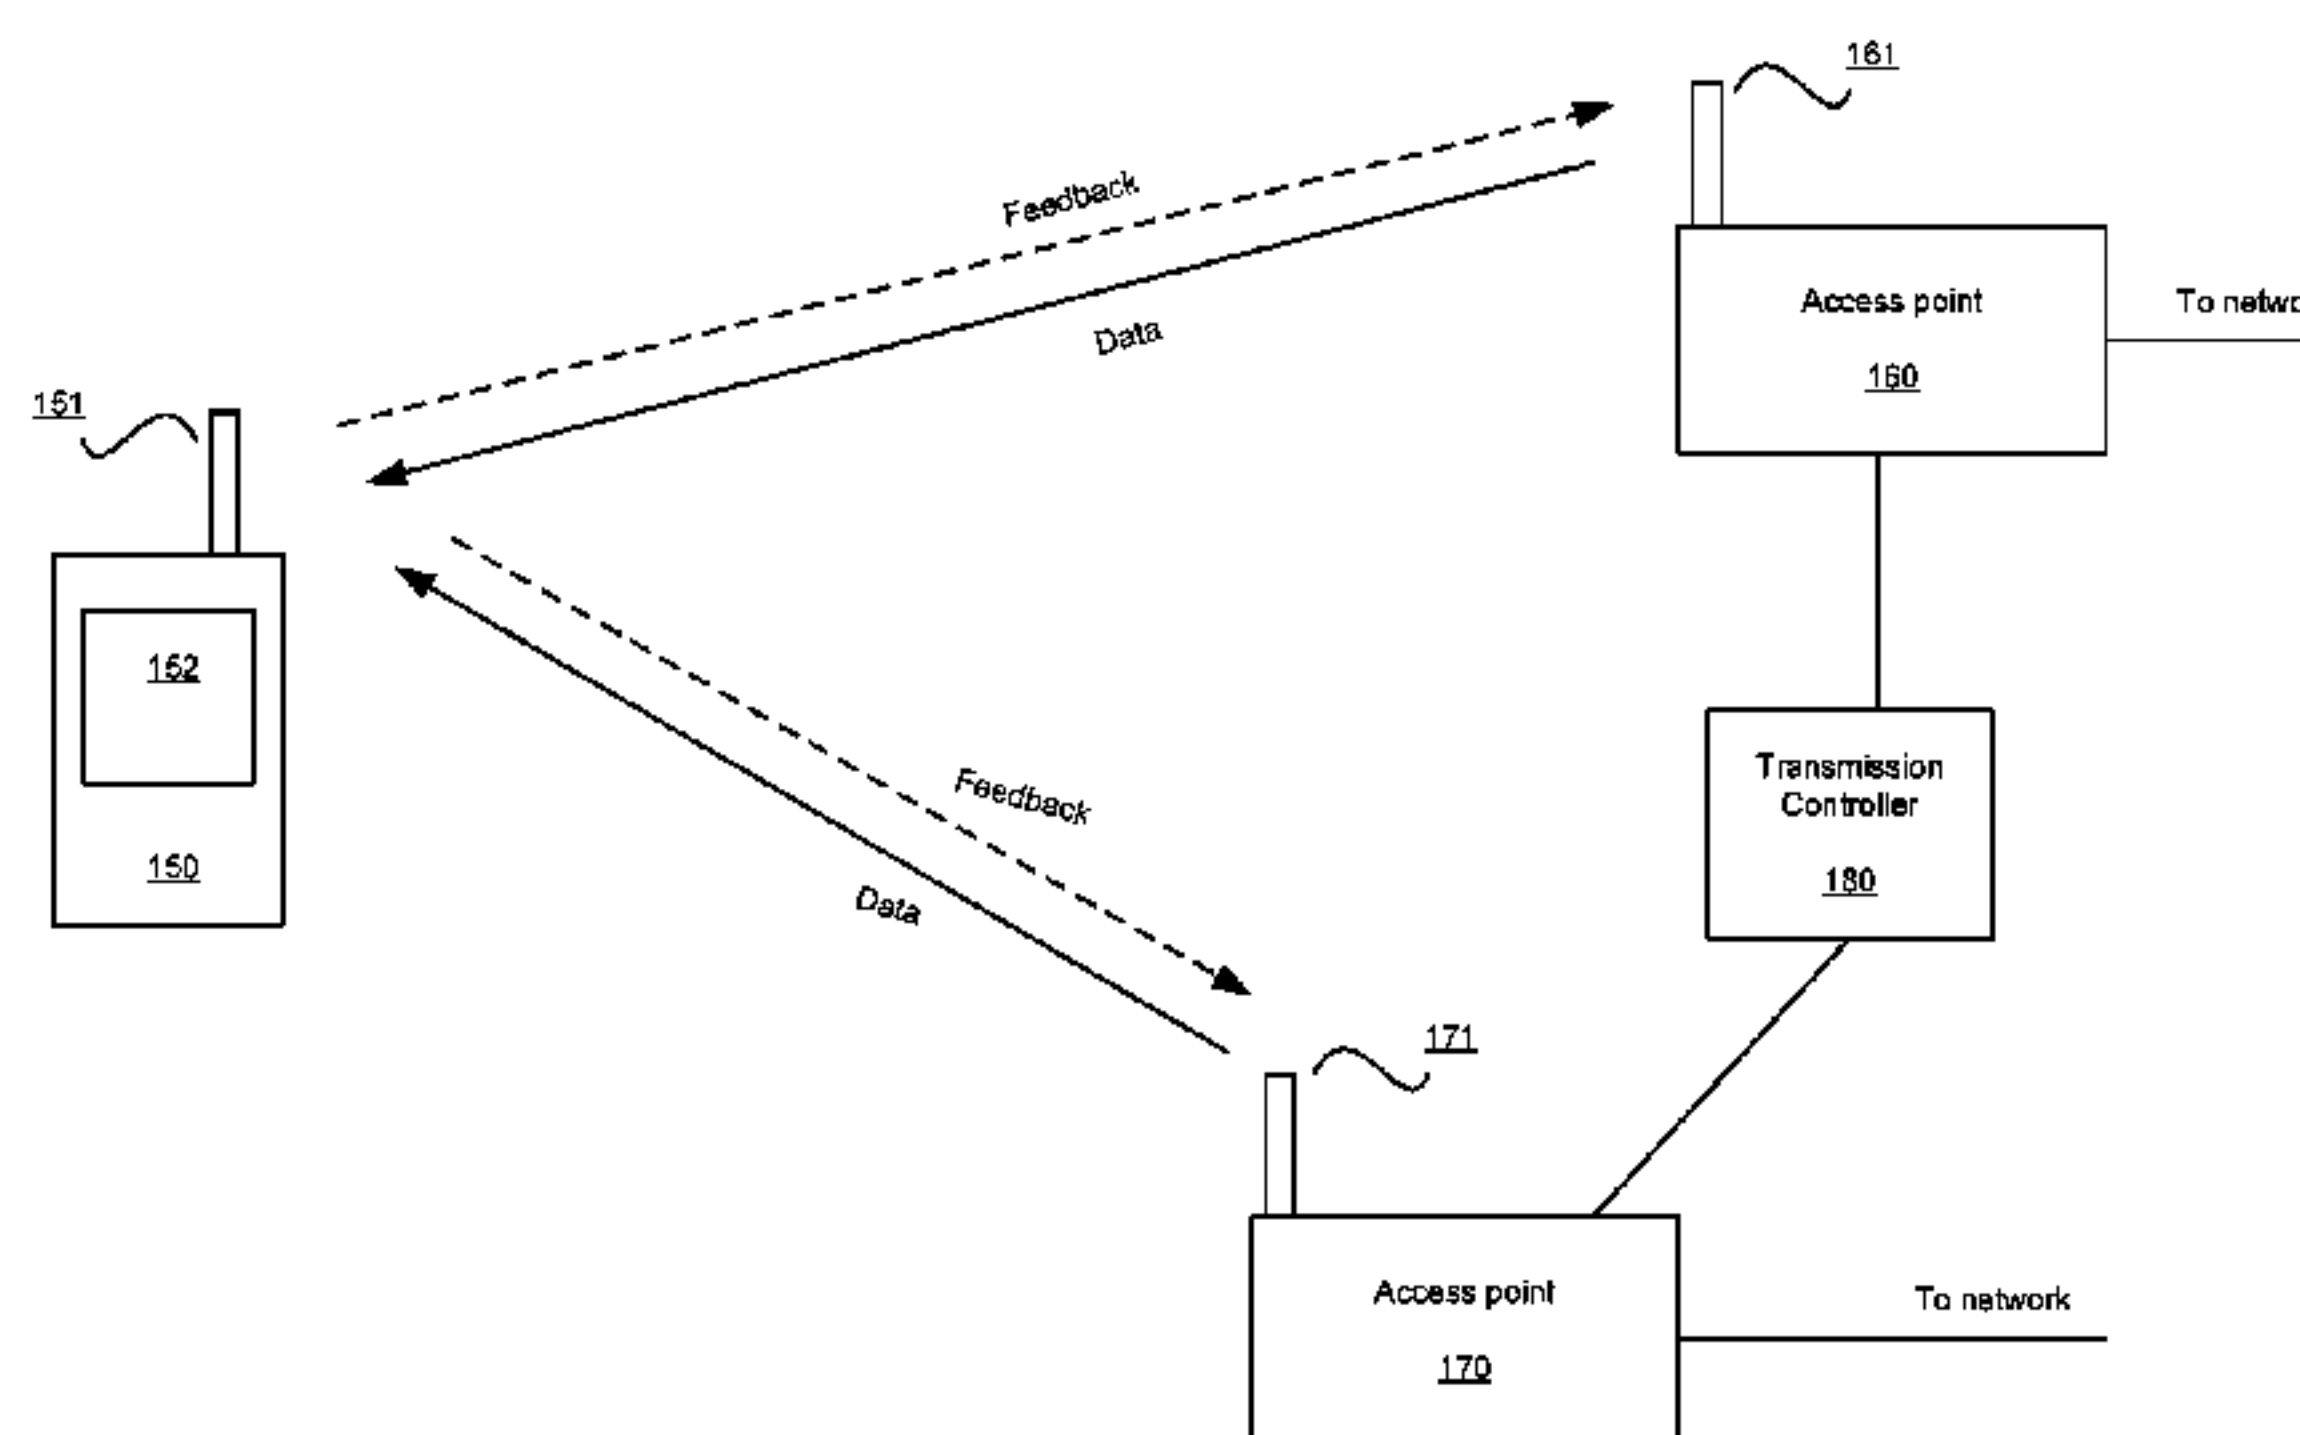 161
Feedback
Access point
To netwo
Data
160
151
152
Transmission
Controller
Feedback
150
180
Data
171
Access point
To network
170